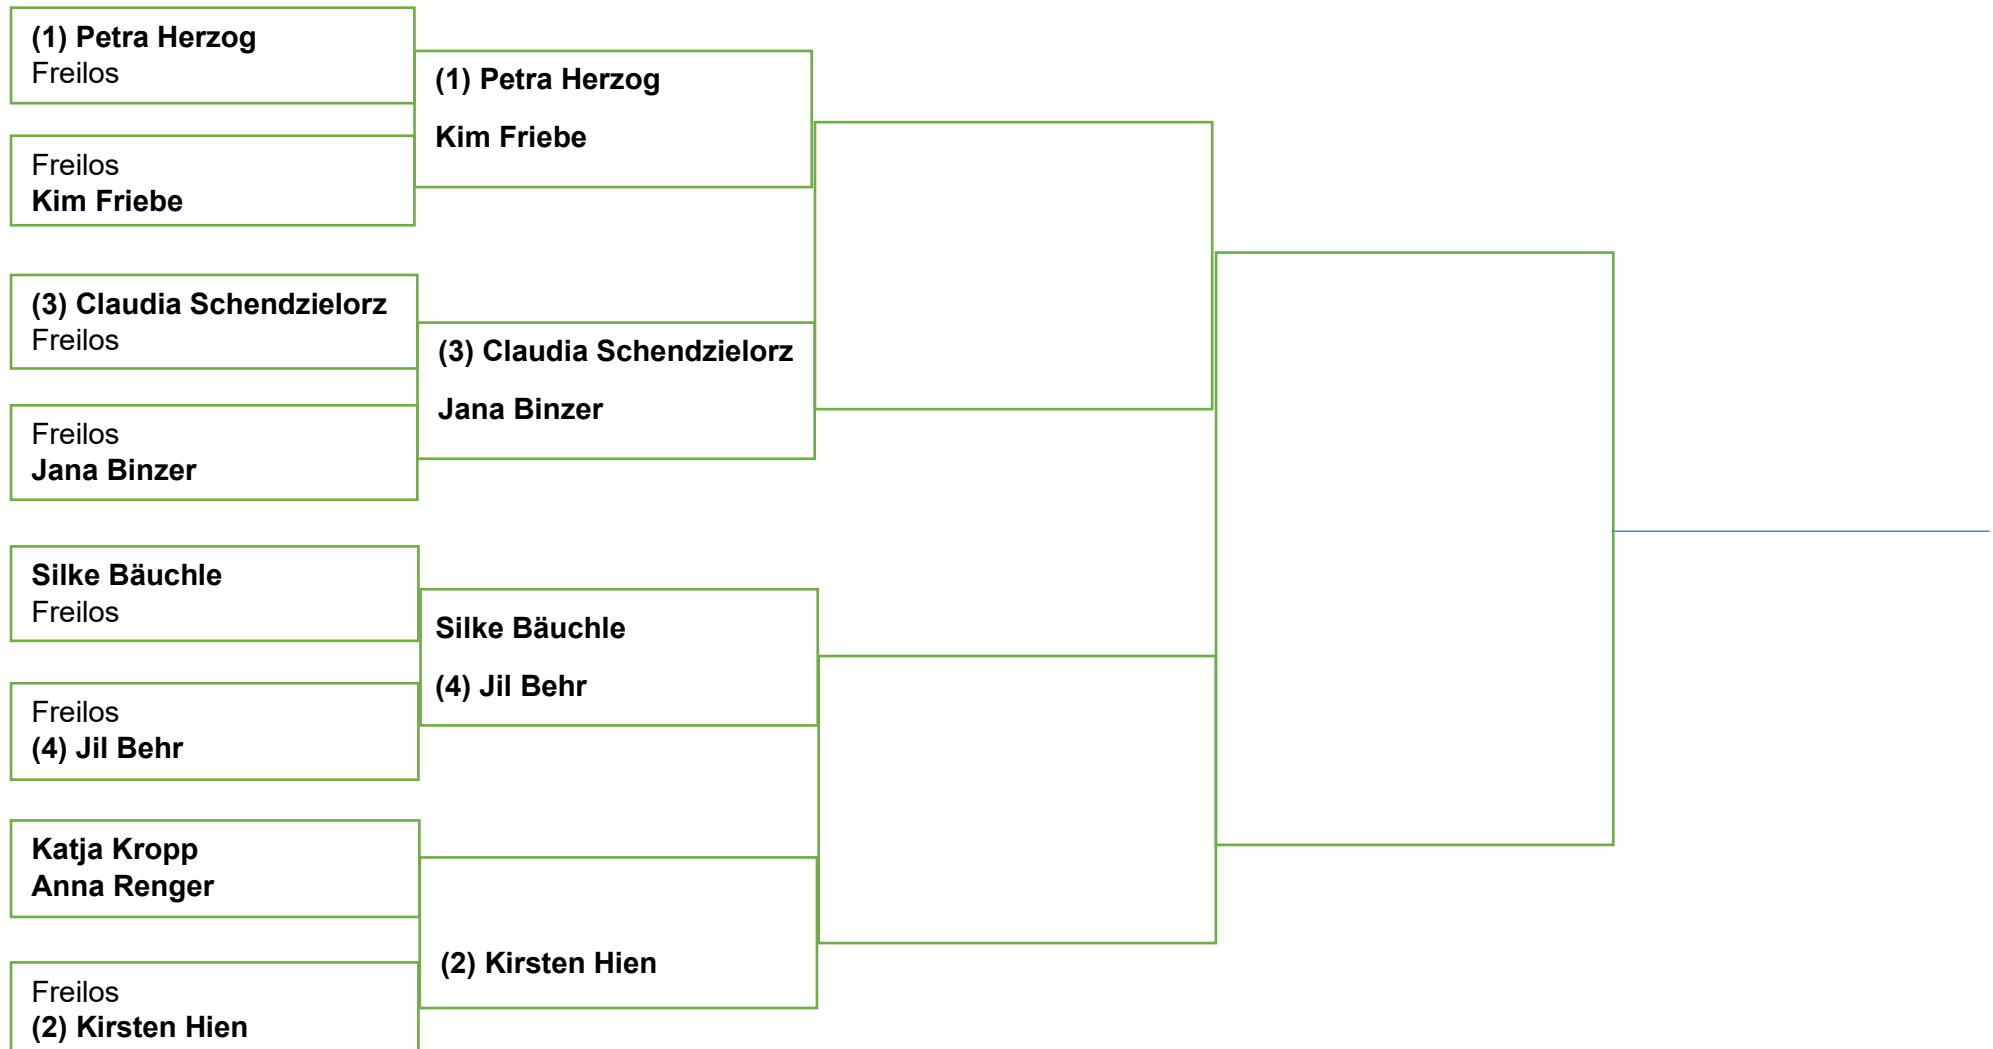 (1) Petra Herzog
Freilos
Freilos
Kim Friebe
(3) Claudia Schendzielorz
Freilos
Freilos
Jana Binzer
Silke Bäuchle
Freilos
Freilos
(4) Jil Behr
Katja Kropp
Anna Renger
Freilos
(2) Kirsten Hien
(1) Petra Herzog
Kim Friebe
(3) Claudia Schendzielorz
Jana Binzer
Silke Bäuchle
(4) Jil Behr
(2) Kirsten Hien